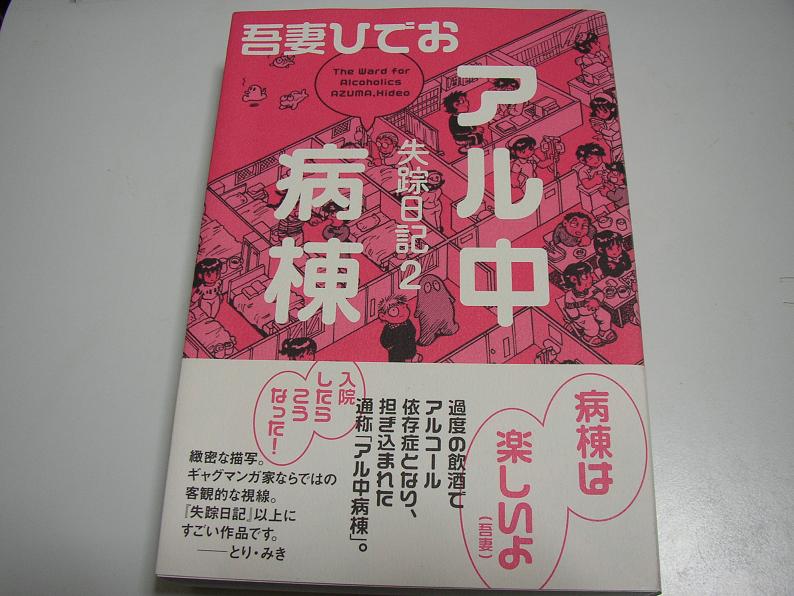 吾妻ひでお
The Ward for
Alcoholics
AZUMA,Hideo
アル中
病棟
失踪日記2
病棟は
楽しいよ
(吾妻)
過度の飲酒で
アルコール
依存症となり、
担ぎ込まれた
通称「アル中病棟」。
入院
したら
こう
なった!
緻密な描写。
ギャグマンガ家ならではの
客観的な視線。
『失踪日記』以上に
すごい作品です。
——とり・みき